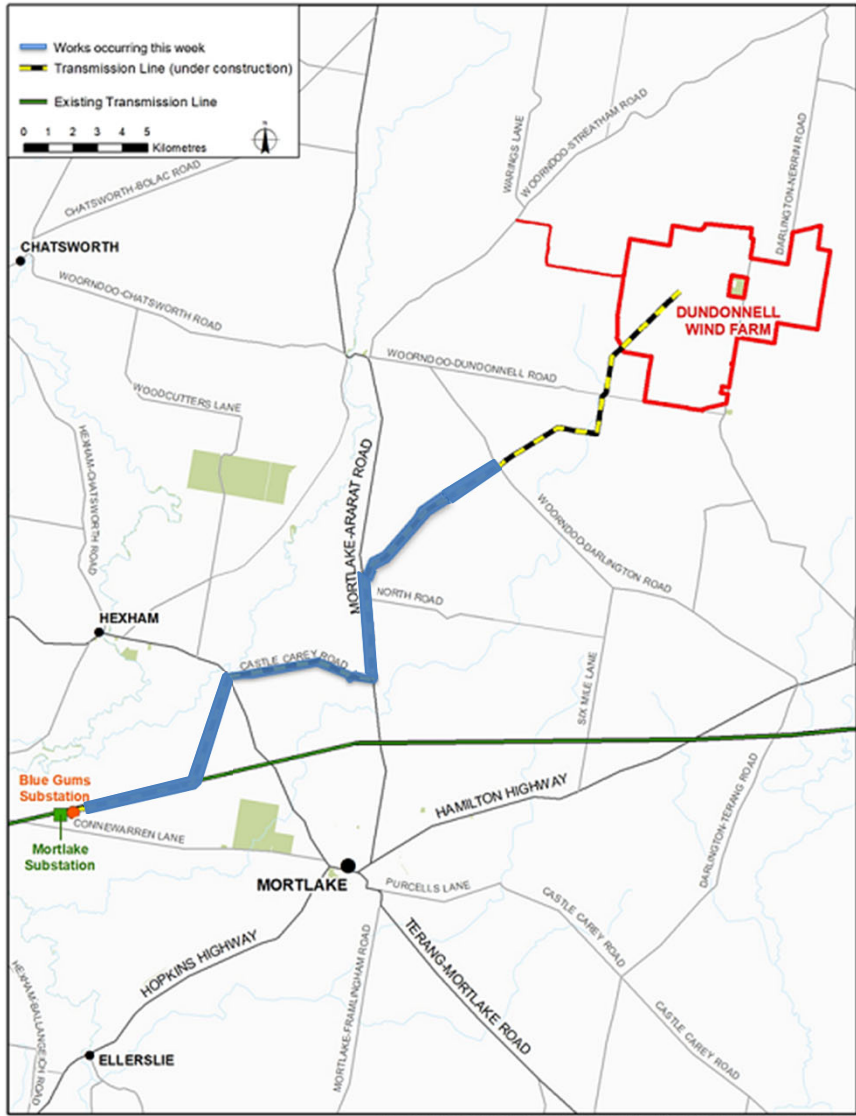 Works occurring this week
Transmission Line (under construction)
Existing Transmission Line
0 1 2 3 4 5
Kilometres
N
WARINGS LANE
WOORNDOO-STREATHAM ROAD
DARLINGTON-NERRIN ROAD
CHATSWORTH-BOLAC ROAD
CHATSWORTH
WOORNDOO-CHATSWORTH ROAD
DUNDONNELL
WIND FARM
WOORNDOO-DUNDONNELL ROAD
WOODCUTTERS LANE
HEXHAM-CHATSWORTH ROAD
MORTLAKE-ARARAT ROAD
WOORNDOO-DARLINGTON ROAD
NORTH ROAD
HEXHAM
CASTLE CAREY ROAD
SIX MILE LANE
Blue Gums
Substation
HAMILTON HIGHWAY
DARLINGTON-TERANG ROAD
CONNEWARREN LANE
Mortlake
Substation
MORTLAKE
PURCELLS LANE
CASTLE CAREY ROAD
HOPKINS HIGHWAY
TERANG-MORTLAKE ROAD
MORTLAKE-FRAMLINGHAM ROAD
HEXHAM-BALLANGEICH ROAD
CASTLE CAREY ROAD
ELLERSLIE